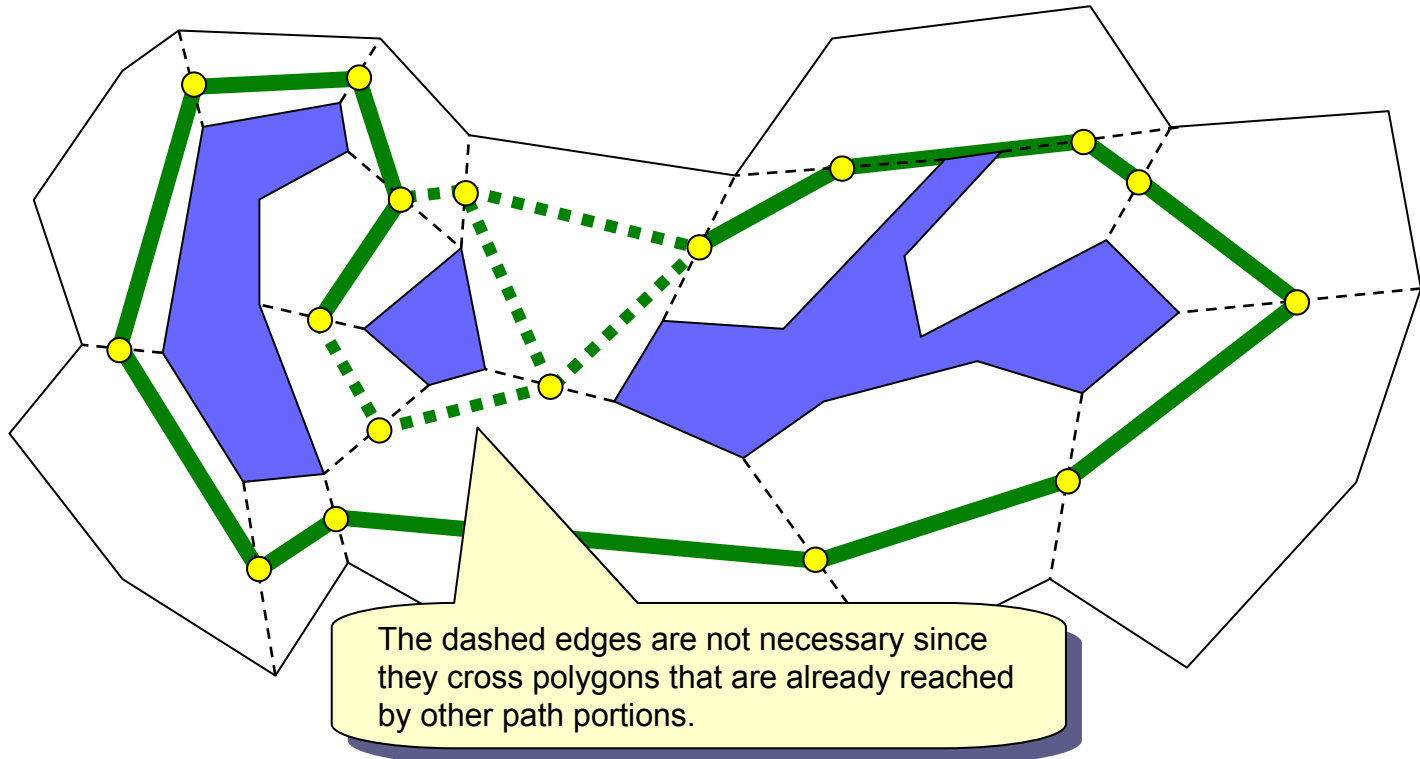 The dashed edges are not necessary since
they cross polygons that are already reached
by other path portions.